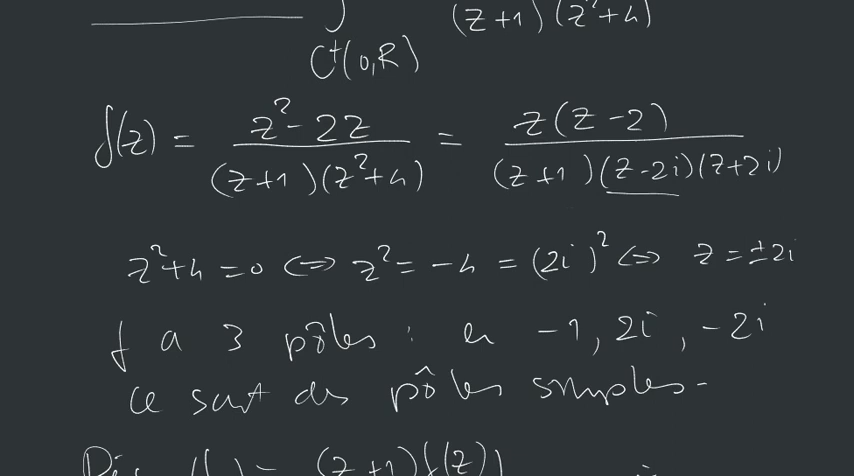 (z+1)(z²+4)
C⁺(0,R)
f(z) = (z²-2z)/((z+1)(z²+4)) = (z(z-2))/((z+1)(z-2i)(z+2i))
z²+4=0 ⟺ z²=-4=(2i)² ⟺ z=±2i
f a 3 pôles : en -1, 2i, -2i
ce sont des pôles simples.
(z+1)f(z)